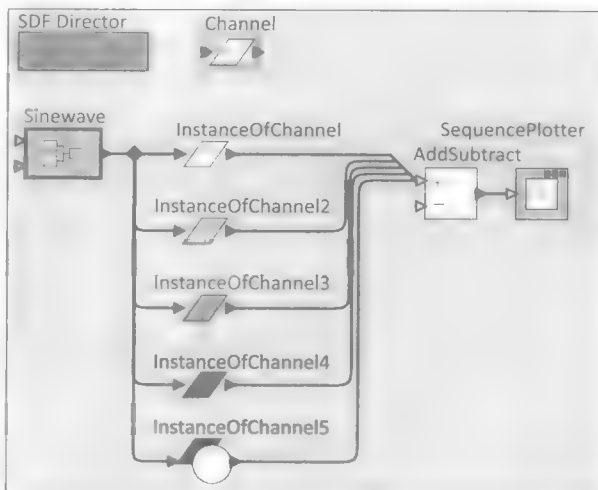 SDF Director
Channel
Sinewave
InstanceOfChannel
SequencePlotter
AddSubtract
+
−
InstanceOfChannel2
InstanceOfChannel3
InstanceOfChannel4
InstanceOfChannel5